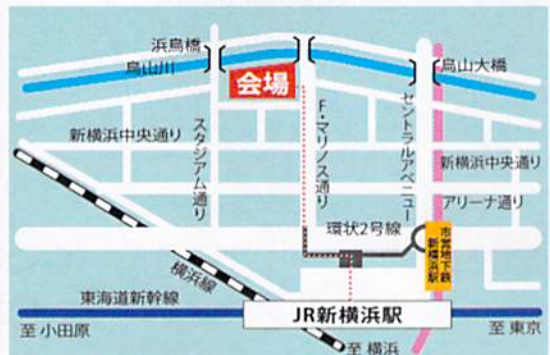 浜鳥橋
鳥山川
会場
鳥山大橋
新横浜中央通り
スタジアム通り
F・マリノス通り
セントラルアベニュー
新横浜中央通り
アリーナ通り
環状2号線
市営地下鉄
新横浜駅
横浜線
東海道新幹線
JR新横浜駅
至 小田原
至 横浜
至 東京